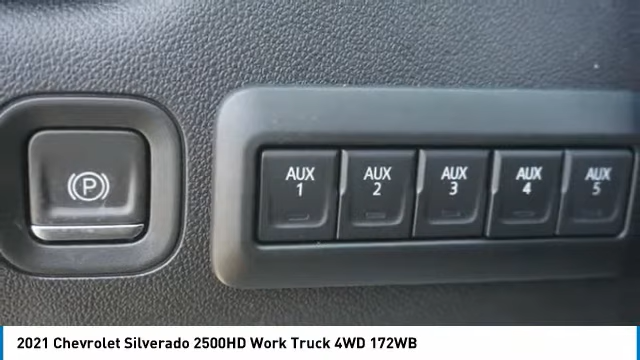 P
AUX 1
AUX 2
AUX 3
AUX 4
AUX 5
2021 Chevrolet Silverado 2500HD Work Truck 4WD 172WB